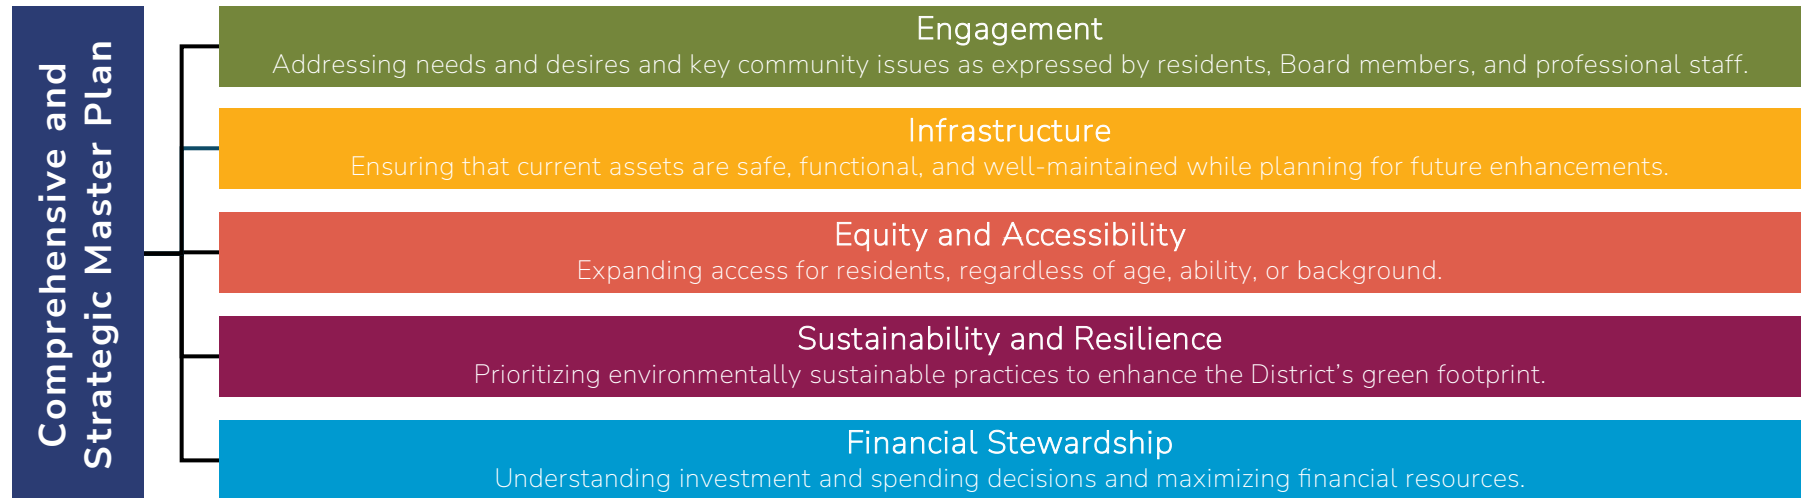 Comprehensive and
Strategic Master Plan
Engagement
Addressing needs and desires and key community issues as expressed by residents, Board members, and professional staff.
Infrastructure
Ensuring that current assets are safe, functional, and well-maintained while planning for future enhancements.
Equity and Accessibility
Expanding access for residents, regardless of age, ability, or background.
Sustainability and Resilience
Prioritizing environmentally sustainable practices to enhance the District’s green footprint.
Financial Stewardship
Understanding investment and spending decisions and maximizing financial resources.